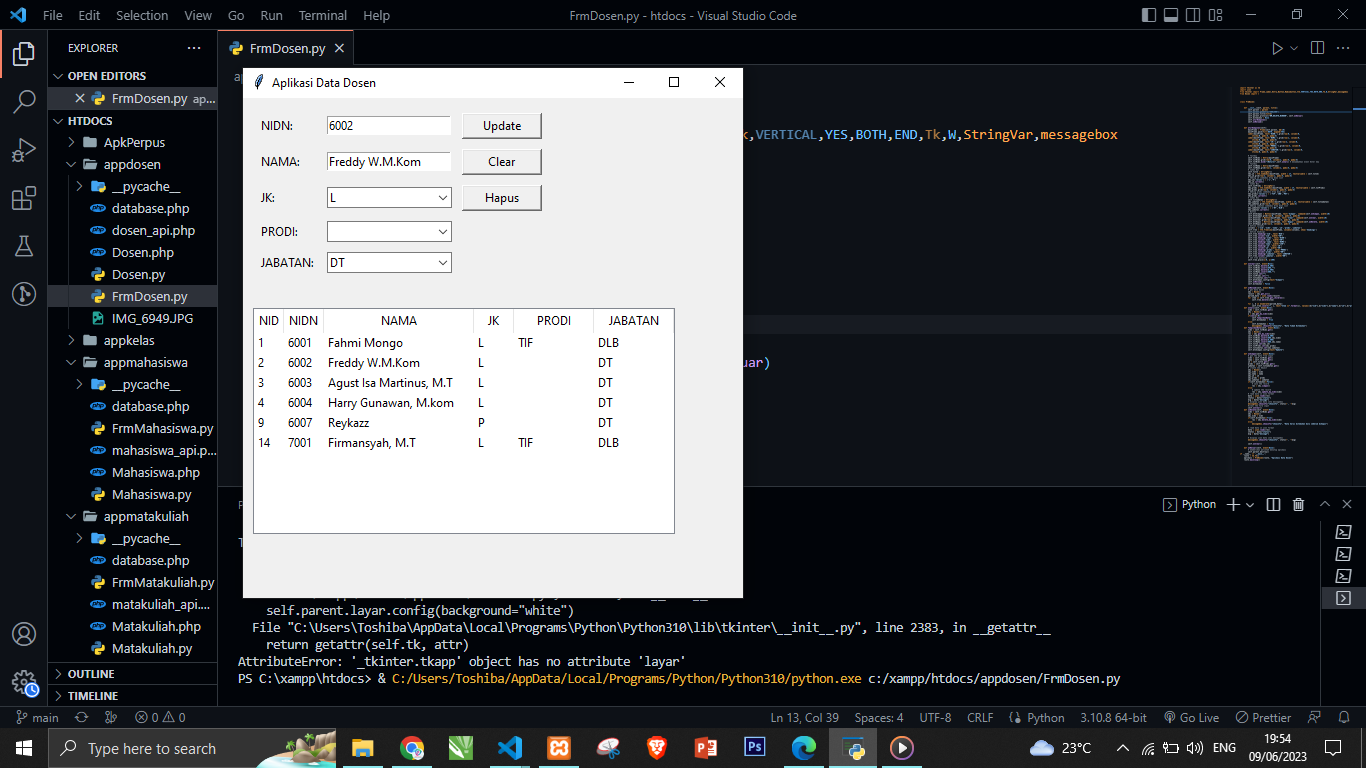 File Edit Selection View Go Run Terminal Help
FrmDosen.py - htdocs - Visual Studio Code
EXPLORER
OPEN EDITORS
FrmDosen.py ap...
HTDOCS
ApkPerpus
appdosen
__pycache__
database.php
dosen_api.php
Dosen.php
Dosen.py
FrmDosen.py
IMG_6949.JPG
appkelas
appmahasiswa
__pycache__
database.php
FrmMahasiswa.py
mahasiswa_api.p...
Mahasiswa.php
Mahasiswa.py
appmatakuliah
__pycache__
database.php
FrmMatakuliah.py
matakuliah_api....
Matakuliah.php
Matakuliah.py
OUTLINE
TIMELINE
FrmDosen.py
Aplikasi Data Dosen
NIDN: 6002 Update
NAMA: Freddy W.M.Kom Clear
JK: L Hapus
PRODI:
JABATAN: DT
NID NIDN NAMA JK PRODI JABATAN
1 6001 Fahmi Mongo L TIF DLB
2 6002 Freddy W.M.Kom L DT
3 6003 Agust Isa Martinus, M.T L DT
4 6004 Harry Gunawan, M.kom L DT
9 6007 Reykazz P DT
14 7001 Firmansyah, M.T L TIF DLB
,VERTICAL,YES,BOTH,END,Tk,W,StringVar,messagebox
uar)
Python
self.parent.layar.config(background="white")
File "C:\Users\Toshiba\AppData\Local\Programs\Python\Python310\lib\tkinter\__init__.py", line 2383, in __getattr__
return getattr(self.tk, attr)
AttributeError: '_tkinter.tkapp' object has no attribute 'layar'
PS C:\xampp\htdocs> & C:/Users/Toshiba/AppData/Local/Programs/Python/Python310/python.exe c:/xampp/htdocs/appdosen/FrmDosen.py
main 0 0 Ln 13, Col 39 Spaces: 4 UTF-8 CRLF Python 3.10.8 64-bit Go Live Prettier
Type here to search
Ps
23°C ENG
19:54
09/06/2023